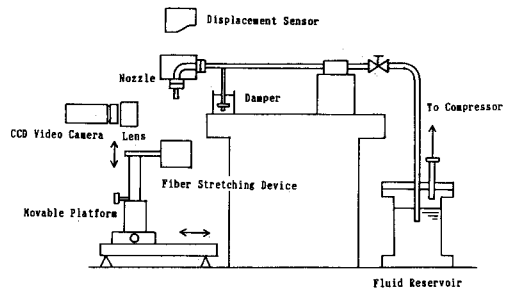 Displacement Sensor
Nozzle
Damper
To Compressor
CCD Video Camera
Lens
Fiber Stretching Device
Movable Platform
Fluid Reservoir